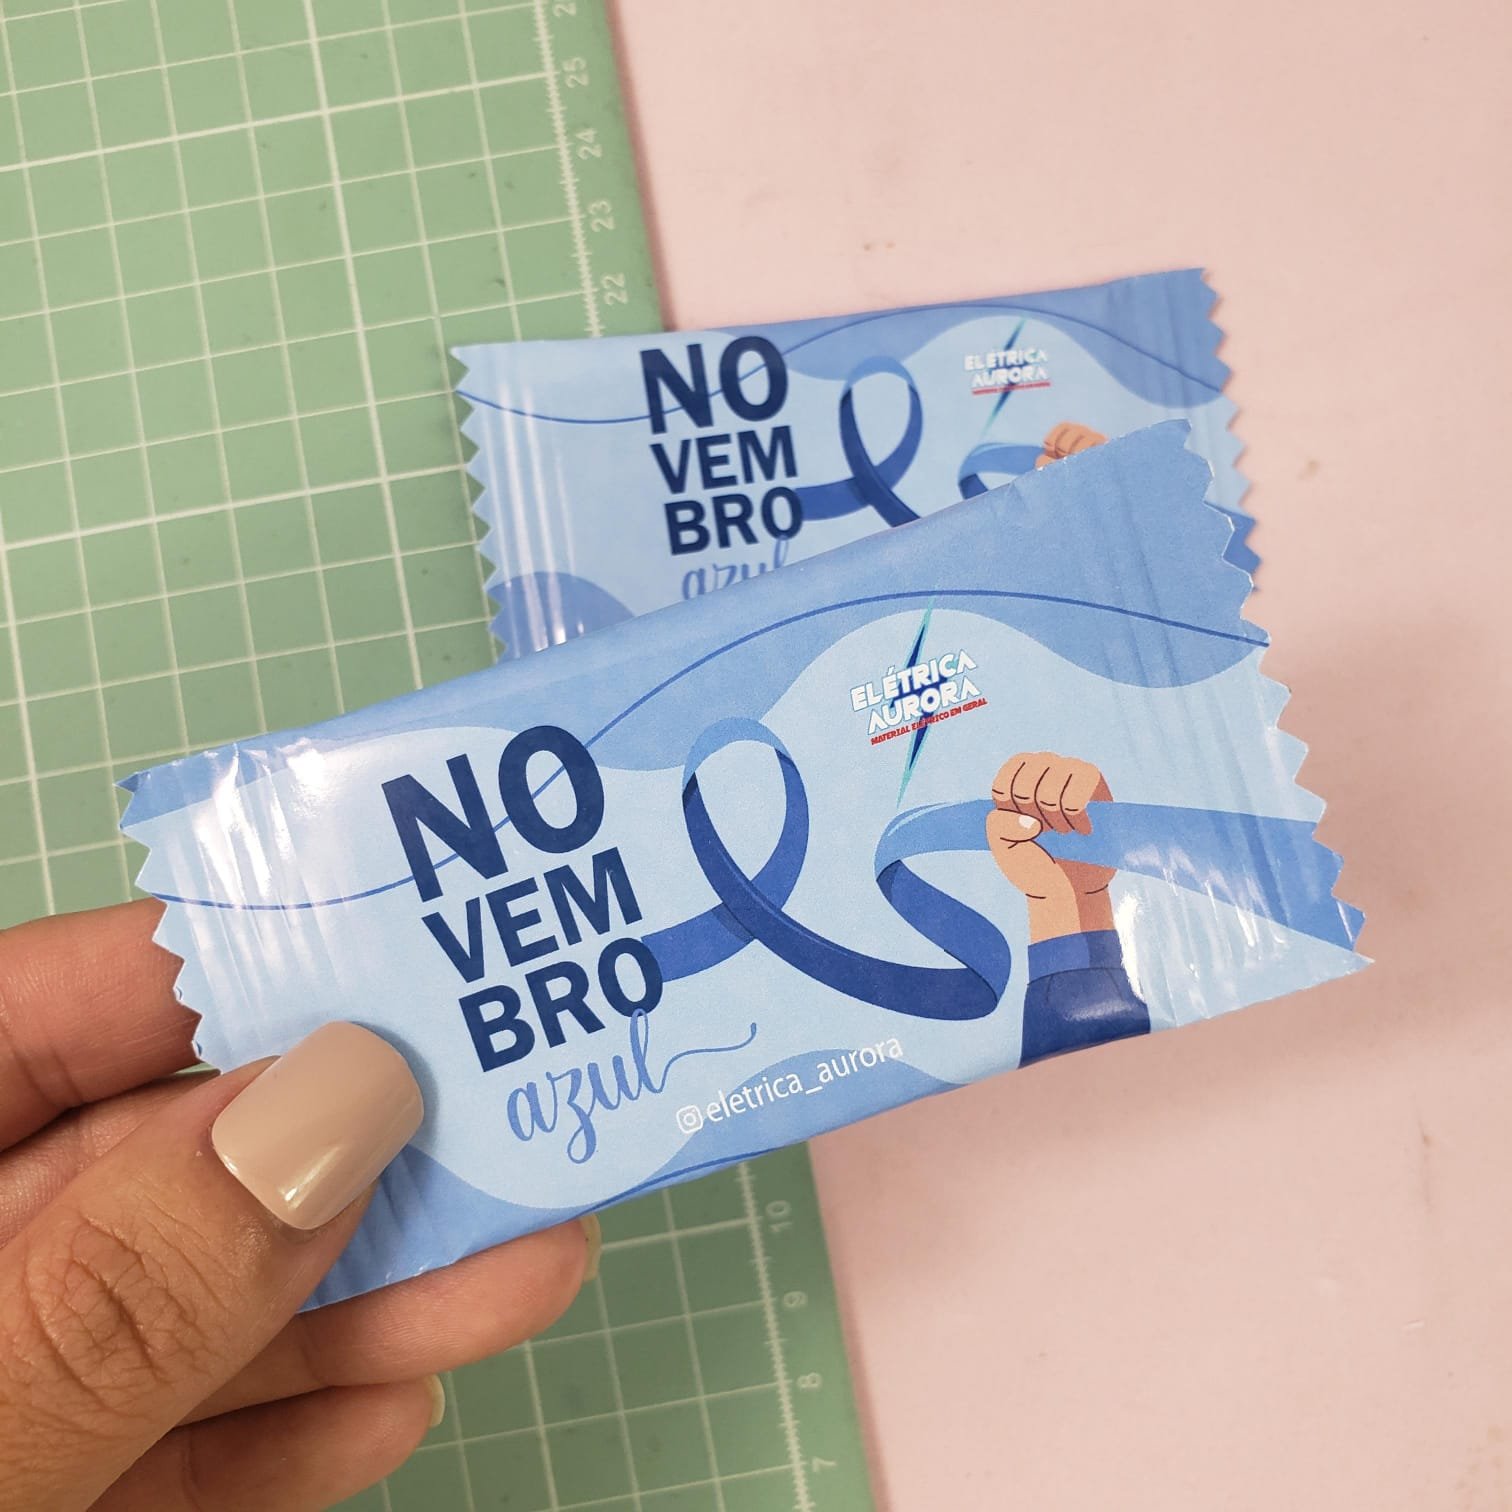 25
24
23
22
NO
VEM
BRO
azul
ELÉTRICA
AURORA
NO
VEM
BRO
azul
ELÉTRICA
AURORA
MATERIAL ELÉTRICO EM GERAL
eletrica_aurora
10
9
8
7